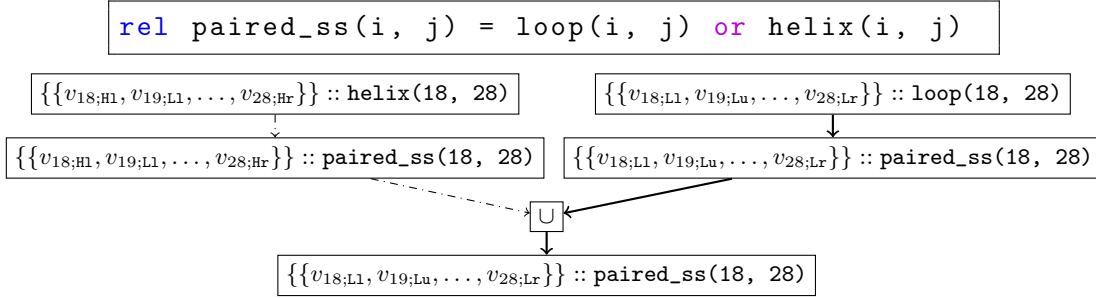 rel paired_ss(i, j) = loop(i, j) or helix(i, j)
{{v18;Hl, v19;Ll, . . . , v28;Hr}} :: helix(18, 28)
{{v18;Ll, v19;Lu, . . . , v28;Lr}} :: loop(18, 28)
{{v18;Hl, v19;Ll, . . . , v28;Hr}} :: paired_ss(18, 28)
{{v18;Ll, v19;Lu, . . . , v28;Lr}} :: paired_ss(18, 28)
∪
{{v18;Ll, v19;Lu, . . . , v28;Lr}} :: paired_ss(18, 28)